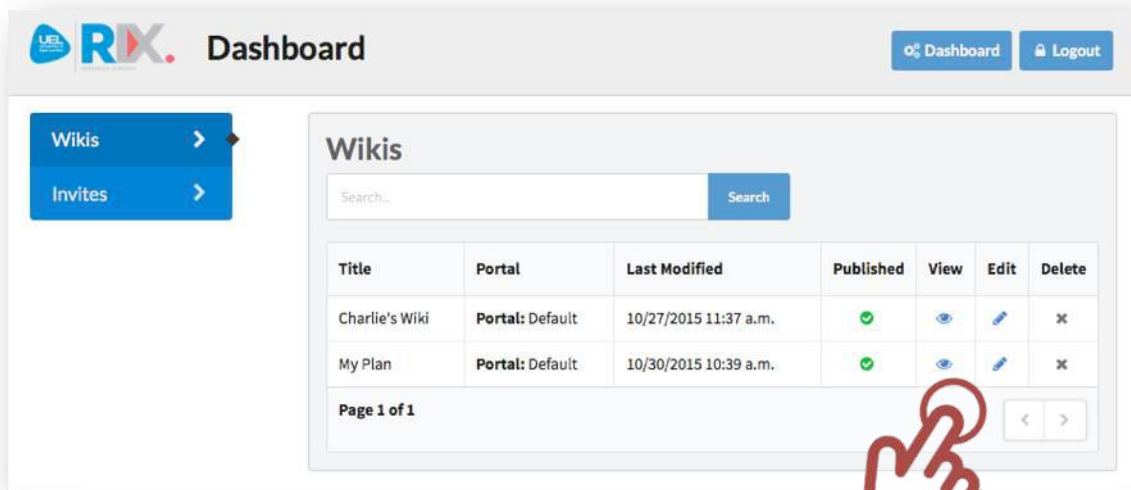 UEL RIX. Dashboard Dashboard Logout
Wikis
Invites
Wikis
Search... Search
Title Portal Last Modified Published View Edit Delete
Charlie's Wiki Portal: Default 10/27/2015 11:37 a.m.
My Plan Portal: Default 10/30/2015 10:39 a.m.
Page 1 of 1